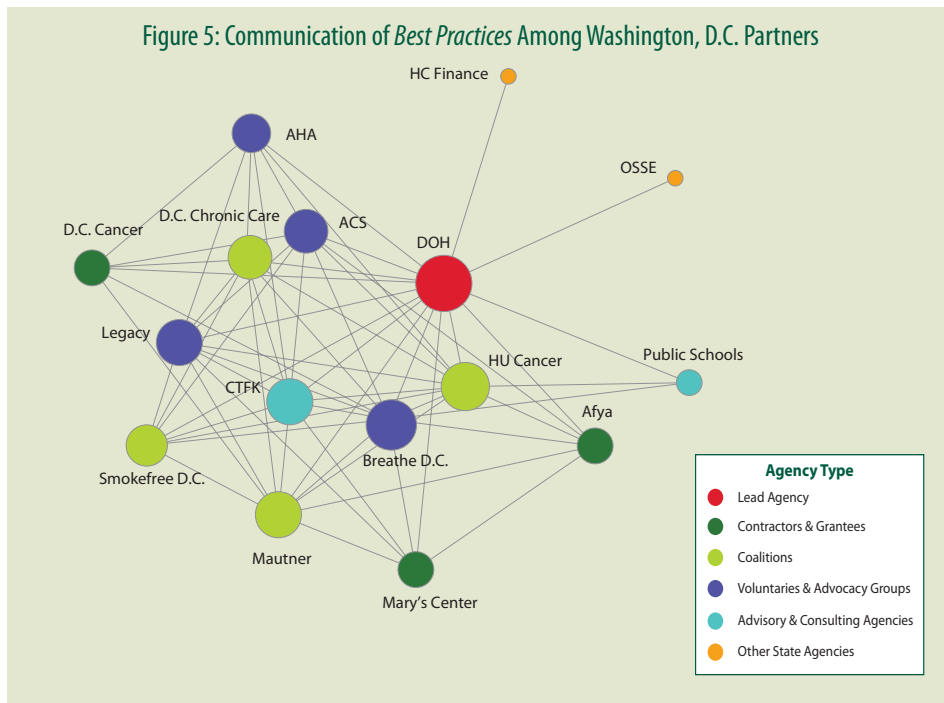 Figure 5: Communication of Best Practices Among Washington, D.C. Partners
HC Finance
AHA
OSSE
D.C. Chronic Care
ACS
D.C. Cancer
DOH
Legacy
HU Cancer
Public Schools
CTFK
Afya
Breathe D.C.
Smokefree D.C.
Mautner
Mary's Center
Agency Type
Lead Agency
Contractors & Grantees
Coalitions
Voluntaries & Advocacy Groups
Advisory & Consulting Agencies
Other State Agencies